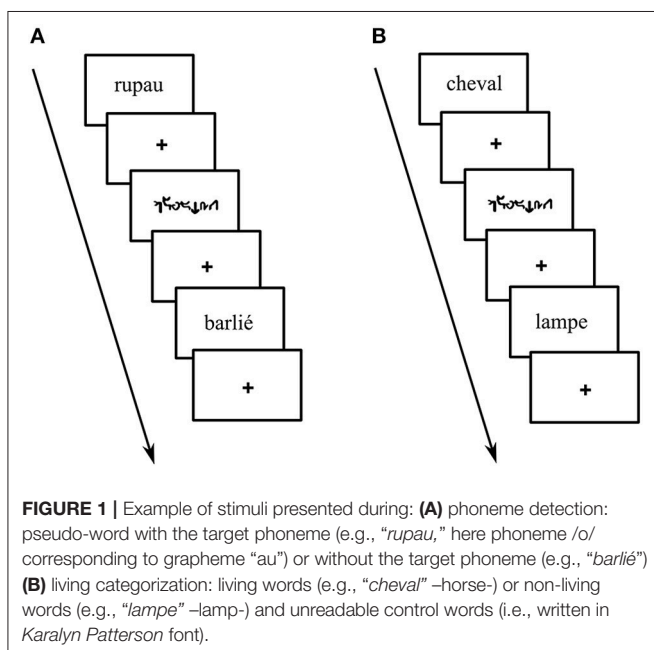 A
rupau
+
+
barlié
+
B
cheval
+
+
lampe
+
FIGURE 1 | Example of stimuli presented during: (A) phoneme detection:
pseudo-word with the target phoneme (e.g., “rupau,” here phoneme /o/
corresponding to grapheme “au”) or without the target phoneme (e.g., “barlié”)
(B) living categorization: living words (e.g., “cheval” –horse-) or non-living
words (e.g., “lampe” –lamp-) and unreadable control words (i.e., written in
Karalyn Patterson font).